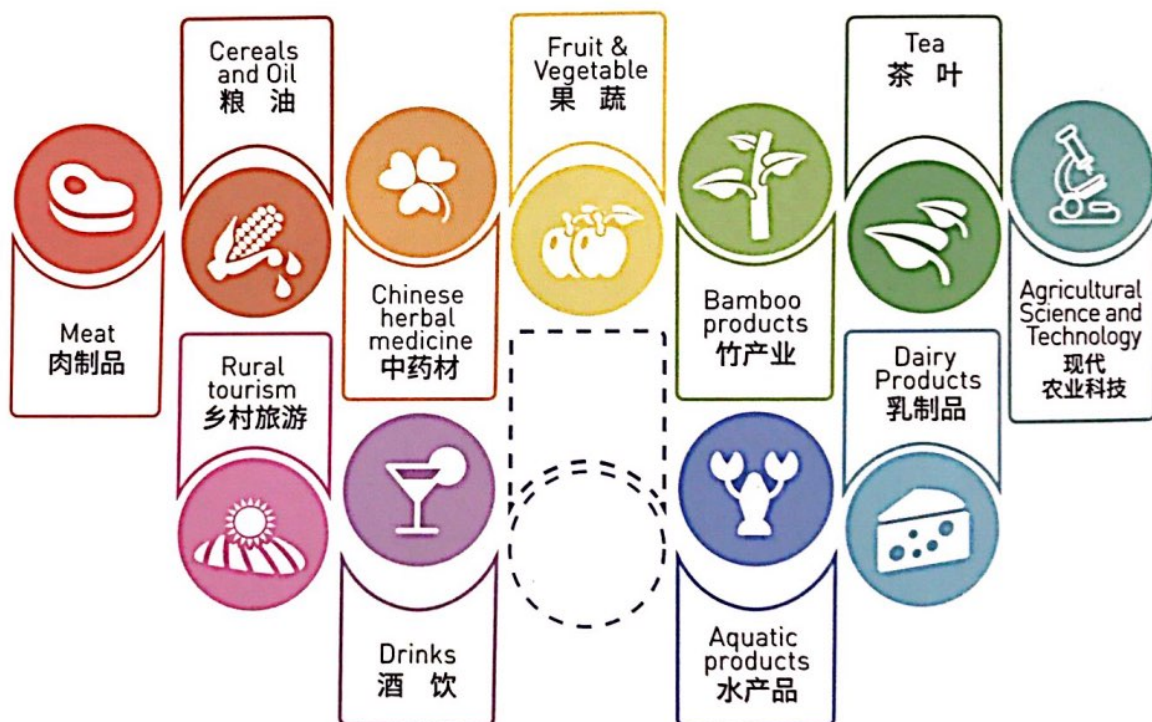 Meat
肉制品
Cereals
and Oil
粮 油
Chinese
herbal
medicine
中药材
Fruit &
Vegetable
果 蔬
Bamboo
products
竹产业
Tea
茶 叶
Agricultural
Science and
Technology
现代
农业科技
Rural
tourism
乡村旅游
Drinks
酒 饮
Aquatic
products
水产品
Dairy
Products
乳制品